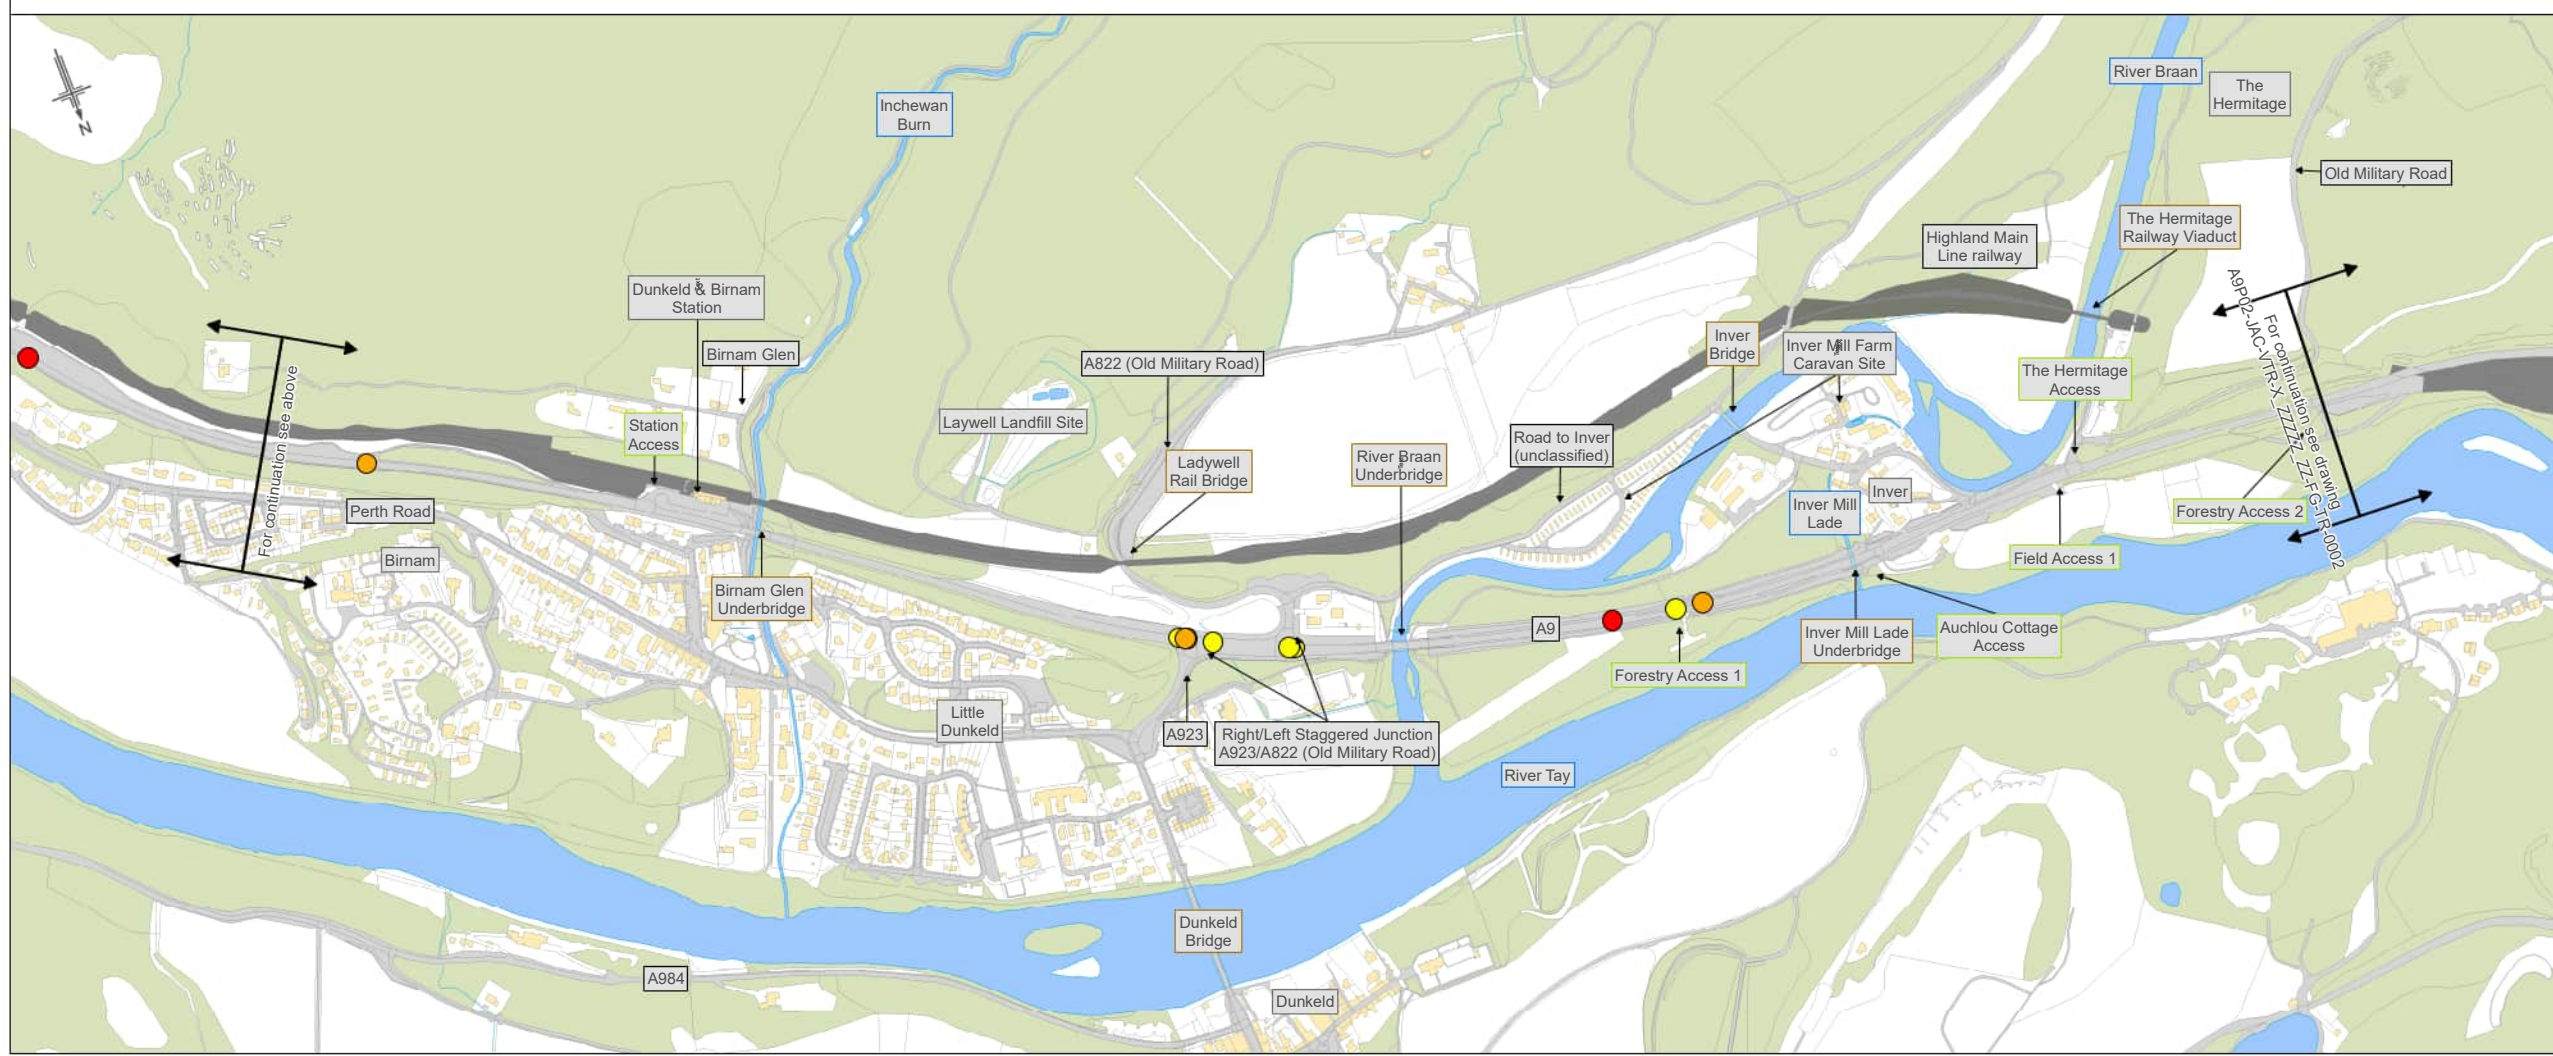 N
Inchewan
Burn
River Braan
The
Hermitage
Old Military Road
The Hermitage
Railway Viaduct
Highland Main
Line railway
Dunkeld & Birnam
Station
Birnam Glen
A822 (Old Military Road)
Inver
Bridge
Inver Mill Farm
Caravan Site
The Hermitage
Access
For continuation see above
Station
Access
Laywell Landfill Site
Ladywell
Rail Bridge
River Braan
Underbridge
Road to Inver
(unclassified)
Inver Mill
Lade
Inver
Forestry Access 2
For continuation see drawing
A9P02-JAC-VTR-X_ZZZZZ_ZZ-FG-TR-0002
Perth Road
Birnam
Field Access 1
Birnam Glen
Underbridge
A9
Inver Mill Lade
Underbridge
Auchlou Cottage
Access
Forestry Access 1
Little
Dunkeld
A923
Right/Left Staggered Junction
A923/A822 (Old Military Road)
River Tay
Dunkeld
Bridge
A984
Dunkeld